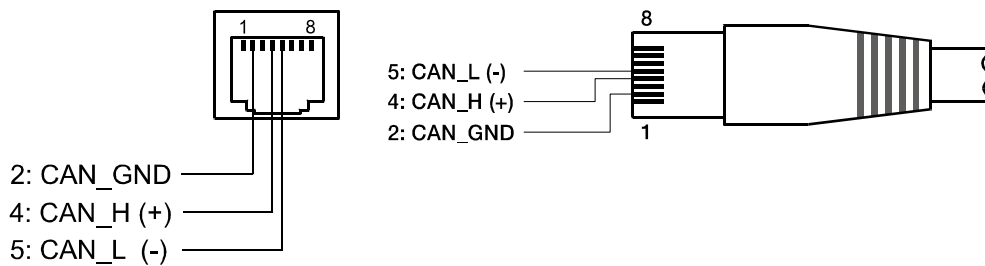 1 8
2: CAN_GND
4: CAN_H (+)
5: CAN_L (-)
8
5: CAN_L (-)
4: CAN_H (+)
2: CAN_GND
1